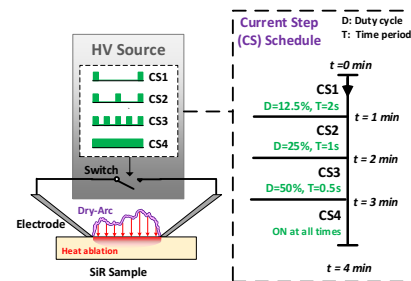 HV Source
CS1
CS2
CS3
CS4
Switch
Electrode
Dry-Arc
Heat ablation
SiR Sample
Current Step
(CS) Schedule
D: Duty cycle
T: Time period
t=0 min
CS1
D=12.5%, T=2s
t = 1 min
CS2
D=25%, T=1s
t = 2 min
CS3
D=50%, T=0.5s
t = 3 min
CS4
ON at all times
t = 4 min